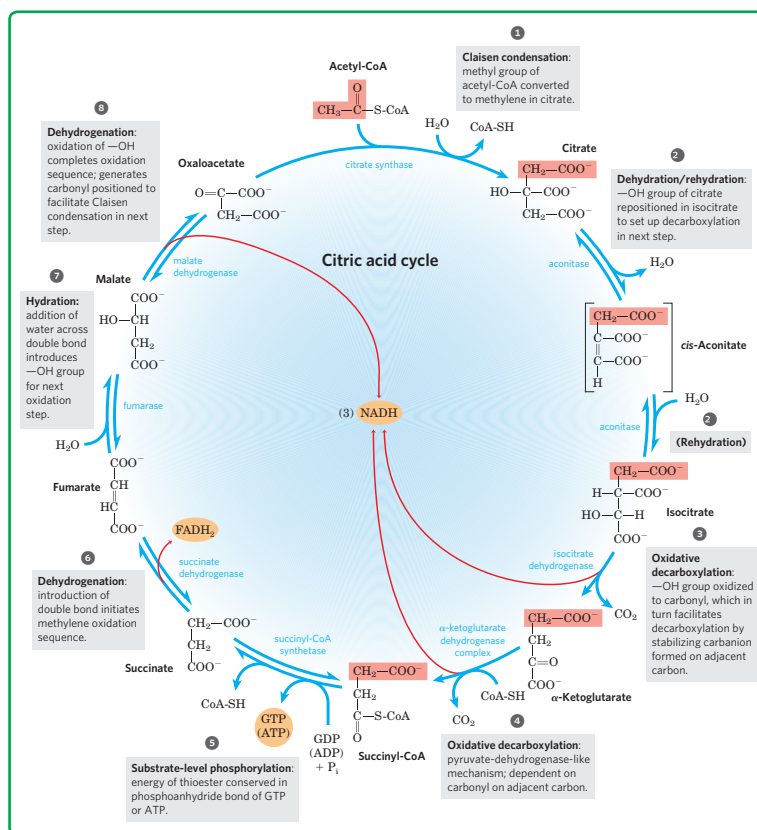 1
Claisen condensation:
methyl group of
acetyl-CoA converted
to methylene in citrate.
Acetyl-CoA
O
CH₃—C—S-CoA
H₂O
CoA-SH
citrate synthase
8
Dehydrogenation:
oxidation of —OH
completes oxidation
sequence; generates
carbonyl positioned to
facilitate Claisen
condensation in next
step.
Oxaloacetate
O=C—COO⁻
CH₂—COO⁻
Citrate
CH₂—COO⁻
HO—C—COO⁻
CH₂—COO⁻
2
Dehydration/rehydration:
—OH group of citrate
repositioned in isocitrate
to set up decarboxylation
in next step.
aconitase
H₂O
malate
dehydrogenase
Citric acid cycle
CH₂—COO⁻
C—COO⁻
C—COO⁻
H
cis-Aconitate
7
Hydration:
addition of
water across
double bond
introduces
—OH group
for next
oxidation
step.
Malate
COO⁻
HO—CH
CH₂
COO⁻
(3) NADH
aconitase
H₂O
2
(Rehydration)
fumarase
H₂O
Fumarate
COO⁻
CH
HC
COO⁻
CH₂—COO⁻
H—C—COO⁻
HO—C—H
COO⁻
Isocitrate
3
Oxidative
decarboxylation:
—OH group oxidized
to carbonyl, which in
turn facilitates
decarboxylation by
stabilizing carbanion
formed on adjacent
carbon.
isocitrate
dehydrogenase
CO₂
FADH₂
6
Dehydrogenation:
introduction of
double bond initiates
methylene oxidation
sequence.
succinate
dehydrogenase
CH₂—COO⁻
CH₂
COO⁻
Succinate
succinyl-CoA
synthetase
α-ketoglutarate
dehydrogenase
complex
CH₂—COO⁻
CH₂
C=O
COO⁻
α-Ketoglutarate
CoA-SH
CO₂
CH₂—COO⁻
CH₂
C—S-CoA
O
Succinyl-CoA
CoA-SH
GTP
(ATP)
GDP
(ADP)
+ Pᵢ
4
Oxidative decarboxylation:
pyruvate-dehydrogenase-like
mechanism; dependent on
carbonyl on adjacent carbon.
5
Substrate-level phosphorylation:
energy of thioester conserved in
phosphoanhydride bond of GTP
or ATP.